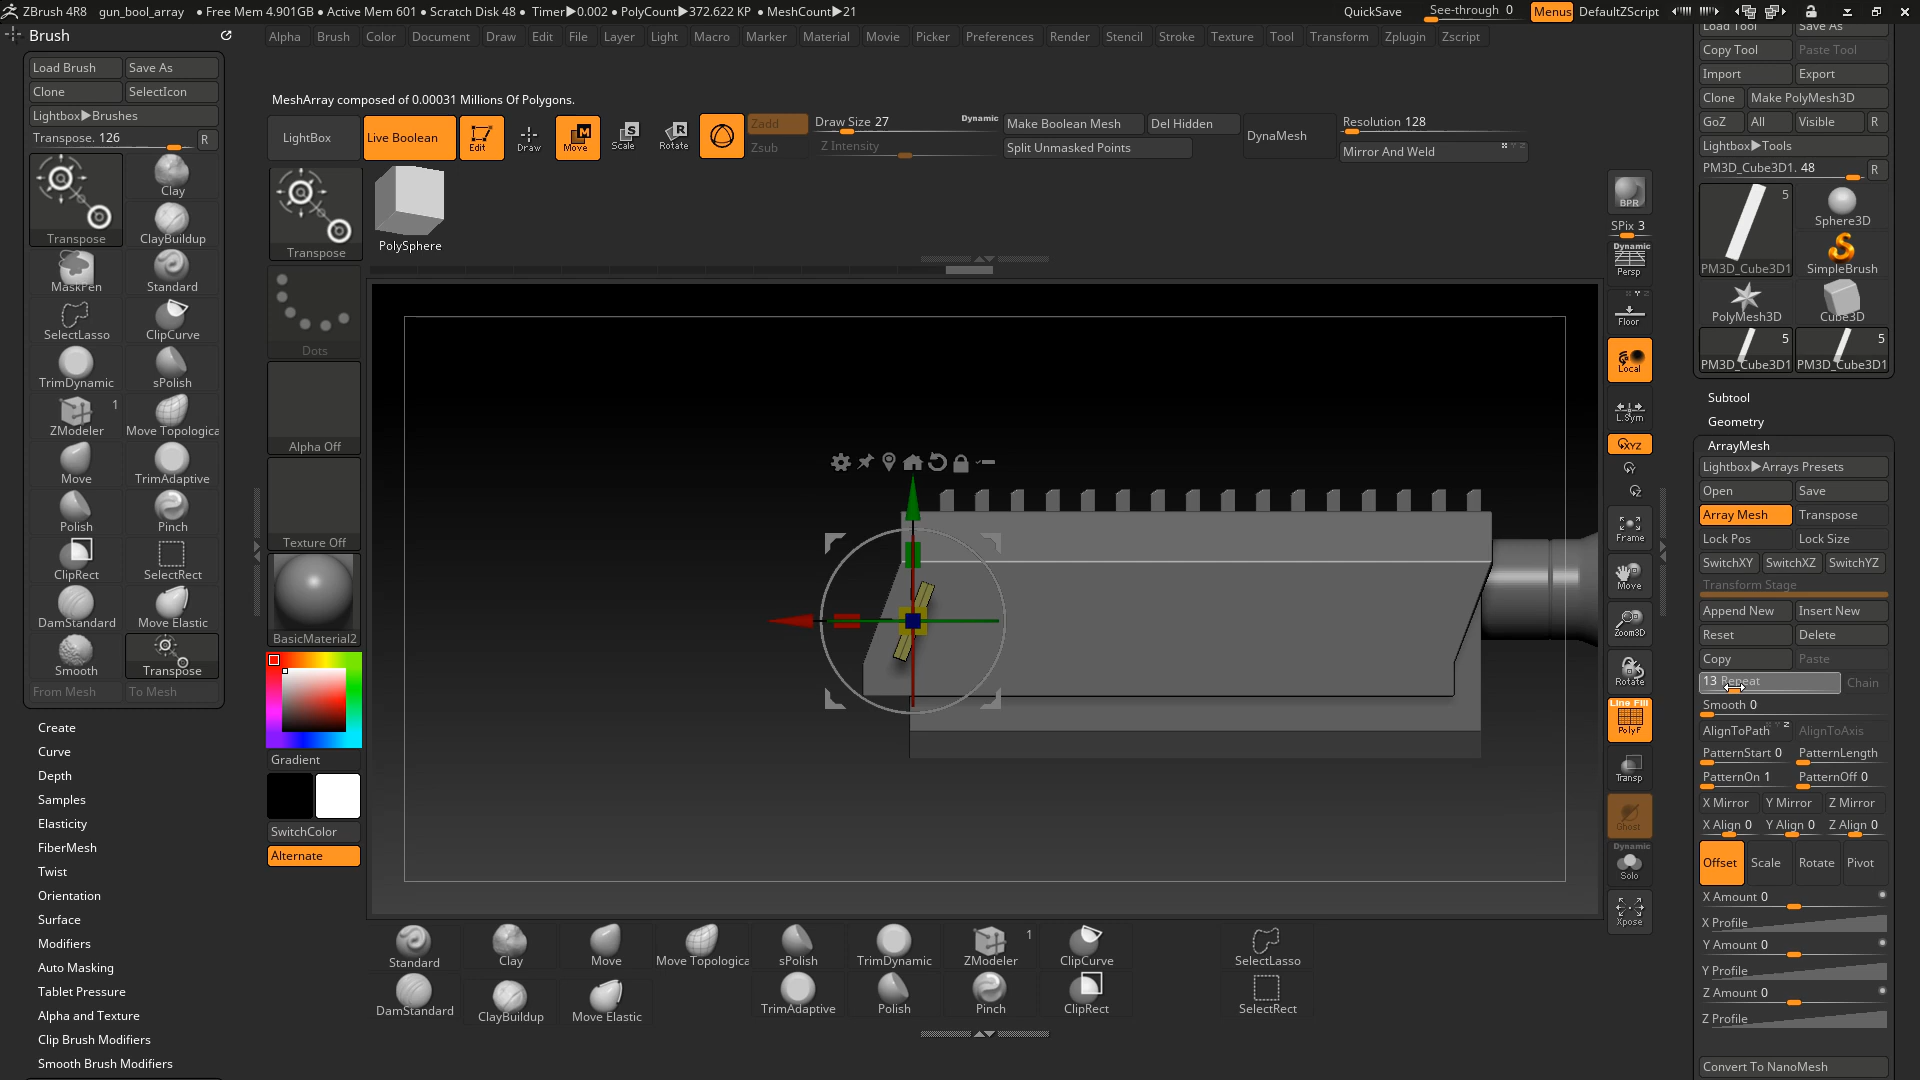 ZBrush 4R8 gun_bool_array • Free Mem 4.901GB • Active Mem 601 • Scratch Disk 48 • Timer▶0.002 • PolyCount▶372.622 KP • MeshCount▶21
QuickSave See-through 0 Menus DefaultZScript
Brush
Alpha Brush Color Document Draw Edit File Layer Light Macro Marker Material Movie Picker Preferences Render Stencil Stroke Texture Tool Transform Zplugin Zscript
Load Brush Save As
Clone SelectIcon
Lightbox▶Brushes
Transpose. 126 R
Transpose
Clay
ClayBuildup
MaskPen Standard
SelectLasso ClipCurve
TrimDynamic sPolish
ZModeler 1 Move Topologica
Move TrimAdaptive
Polish Pinch
ClipRect SelectRect
DamStandard Move Elastic
Smooth Transpose
From Mesh To Mesh
Create
Curve
Depth
Samples
Elasticity
FiberMesh
Twist
Orientation
Surface
Modifiers
Auto Masking
Tablet Pressure
Alpha and Texture
Clip Brush Modifiers
Smooth Brush Modifiers
MeshArray composed of 0.00031 Millions Of Polygons.
LightBox
Live Boolean
Edit
Draw
Move
Scale
Rotate
Zadd
Zsub
Draw Size 27
Dynamic
Z Intensity
Make Boolean Mesh Del Hidden
Split Unmasked Points
DynaMesh
Resolution 128
Mirror And Weld
Transpose
PolySphere
Dots
Alpha Off
Texture Off
BasicMaterial2
Gradient
SwitchColor
Alternate
BPR
SPix 3
Dynamic
Persp
Floor
Local
L.Sym
XYZ
Y
Z
Frame
Move
Zoom3D
Rotate
Line Fill
PolyF
Transp
Ghost
Dynamic
Solo
Xpose
Standard Clay Move Move Topologica sPolish TrimDynamic ZModeler 1 ClipCurve SelectLasso
DamStandard ClayBuildup Move Elastic TrimAdaptive Polish Pinch ClipRect SelectRect
Load Tool Save As
Copy Tool Paste Tool
Import Export
Clone Make PolyMesh3D
GoZ All Visible R
Lightbox▶Tools
PM3D_Cube3D1. 48 R
5
PM3D_Cube3D1
Sphere3D
SimpleBrush
PolyMesh3D Cube3D
5 5
PM3D_Cube3D1 PM3D_Cube3D1
Subtool
Geometry
ArrayMesh
Lightbox▶Arrays Presets
Open Save
Array Mesh Transpose
Lock Pos Lock Size
SwitchXY SwitchXZ SwitchYZ
Transform Stage
Append New Insert New
Reset Delete
Copy Paste
13 Repeat Chain
Smooth 0
AlignToPath AlignToAxis
PatternStart 0 PatternLength
PatternOn 1 PatternOff 0
X Mirror Y Mirror Z Mirror
X Align 0 Y Align 0 Z Align 0
Offset Scale Rotate Pivot
X Amount 0
X Profile
Y Amount 0
Y Profile
Z Amount 0
Z Profile
Convert To NanoMesh